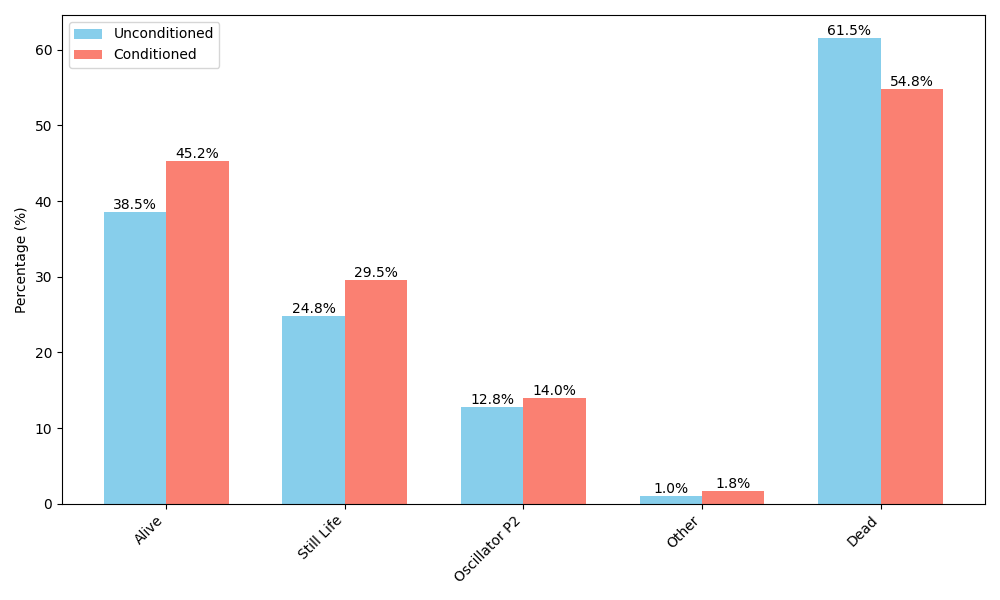 Unconditioned
Conditioned
Percentage (%)
60
50
40
30
20
10
0
38.5%
45.2%
24.8%
29.5%
12.8%
14.0%
1.0%
1.8%
61.5%
54.8%
Alive
Still Life
Oscillator P2
Other
Dead